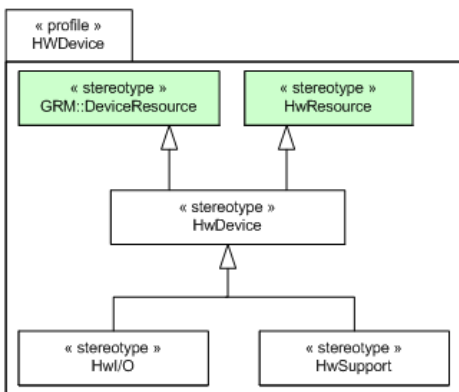 « profile »
HWDevice
« stereotype »
GRM::DeviceResource
« stereotype »
HwResource
« stereotype »
HwDevice
« stereotype »
HwI/O
« stereotype »
HwSupport